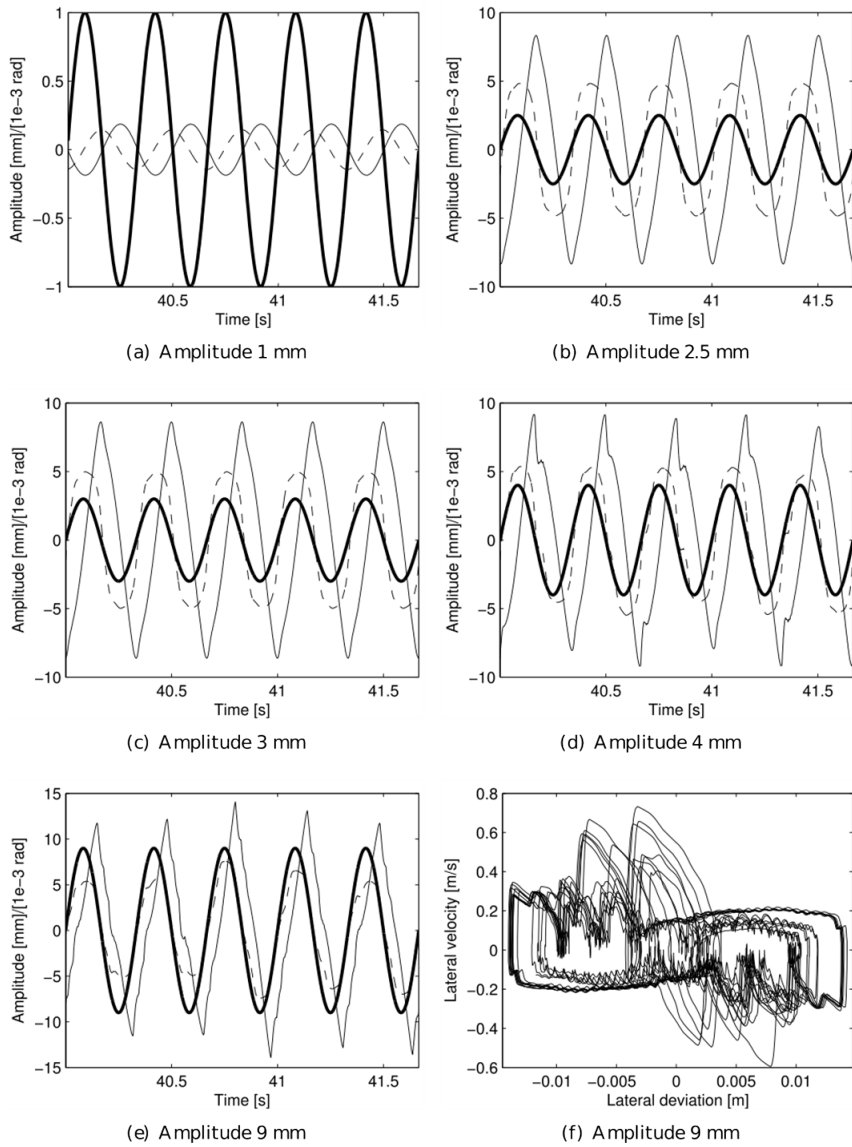 1
0.5
0
−0.5
−1
Amplitude [mm]/[1e−3 rad]
40.5 41 41.5
Time [s]
(a) Amplitude 1 mm
10
5
0
−5
−10
Amplitude [mm]/[1e−3 rad]
40.5 41 41.5
Time [s]
(b) Amplitude 2.5 mm
10
5
0
−5
−10
Amplitude [mm]/[1e−3 rad]
40.5 41 41.5
Time [s]
(c) Amplitude 3 mm
10
5
0
−5
−10
Amplitude [mm]/[1e−3 rad]
40.5 41 41.5
Time [s]
(d) Amplitude 4 mm
15
10
5
0
−5
−10
−15
Amplitude [mm]/[1e−3 rad]
40.5 41 41.5
Time [s]
(e) Amplitude 9 mm
0.8
0.6
0.4
0.2
0
−0.2
−0.4
−0.6
Lateral velocity [m/s]
−0.01 −0.005 0 0.005 0.01
Lateral deviation [m]
(f) Amplitude 9 mm